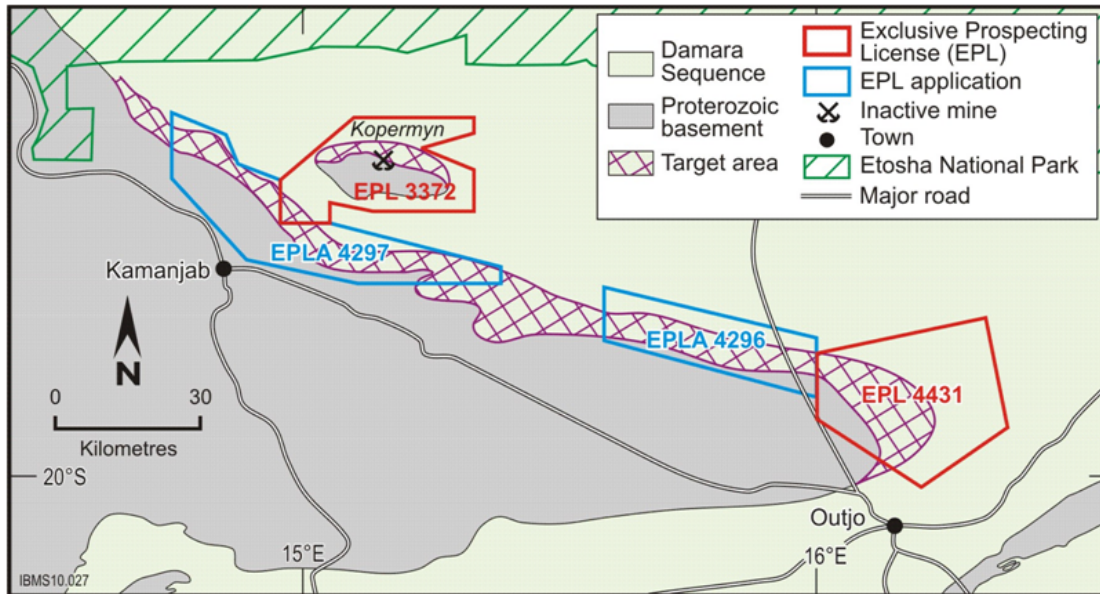 Damara
Sequence
Proterozoic
basement
Target area
Exclusive Prospecting
License (EPL)
EPL application
Inactive mine
Town
Etosha National Park
Major road
Kopermyn
EPL 3372
EPLA 4297
Kamanjab
N
0 30
Kilometres
EPLA 4296
EPL 4431
20°S
Outjo
15°E
16°E
IBMS10.027